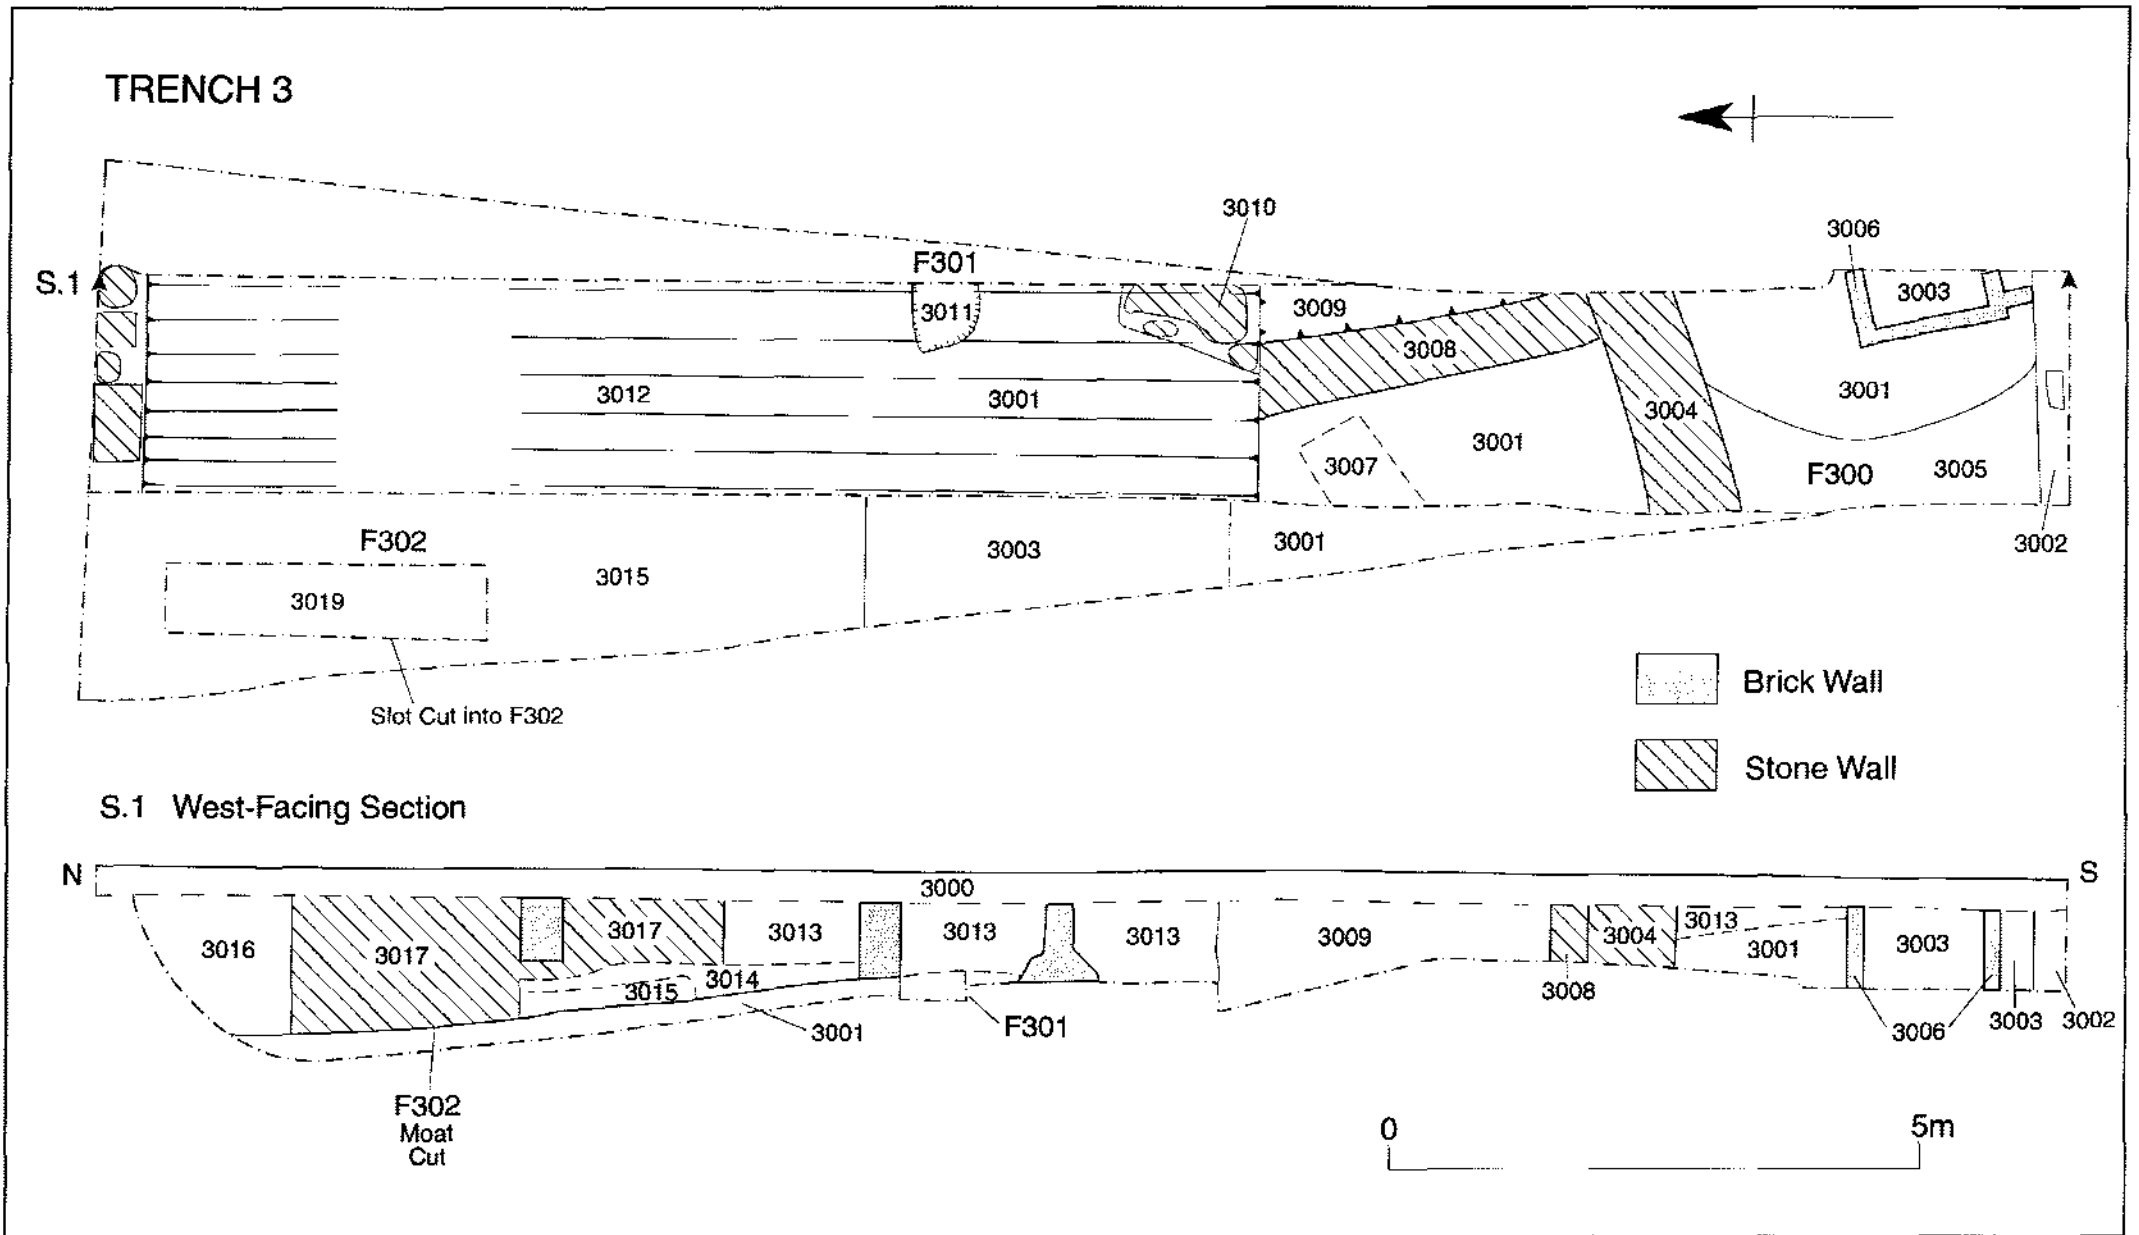 TRENCH 3
3010
3006
S.1
F301
3003
3011
3009
3008
3012
3001
3001
3004
3001
3007
F300
3005
3002
F302
3003
3001
3015
3019
Slot Cut into F302
Brick Wall
Stone Wall
S.1 West-Facing Section
N
S
3000
3016
3017
3017
3013
3013
3013
3009
3004
3013
3001
3003
3014
3015
3008
3001
F301
3006
3003
3002
F302
Moat
Cut
0
5m